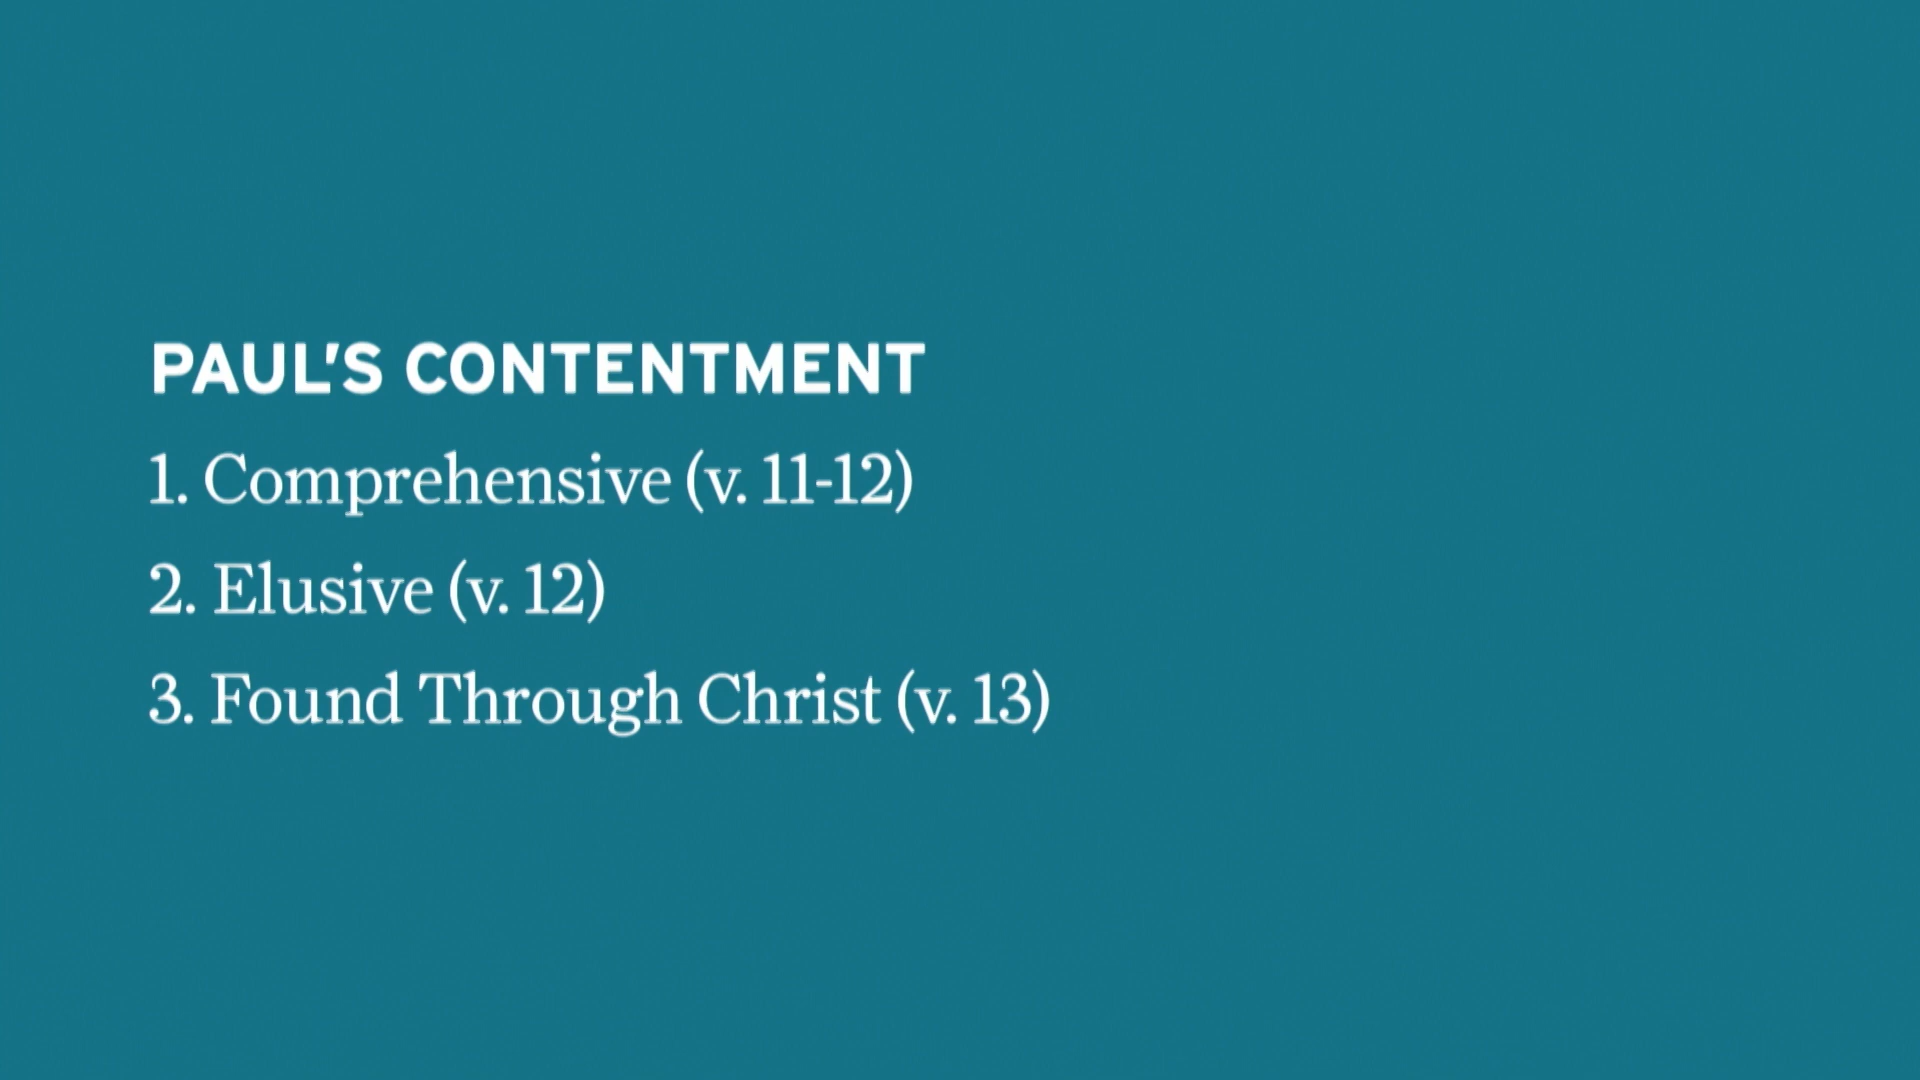 PAUL'S CONTENTMENT
1. Comprehensive (v. 11-12)
2. Elusive (v. 12)
3. Found Through Christ (v. 13)